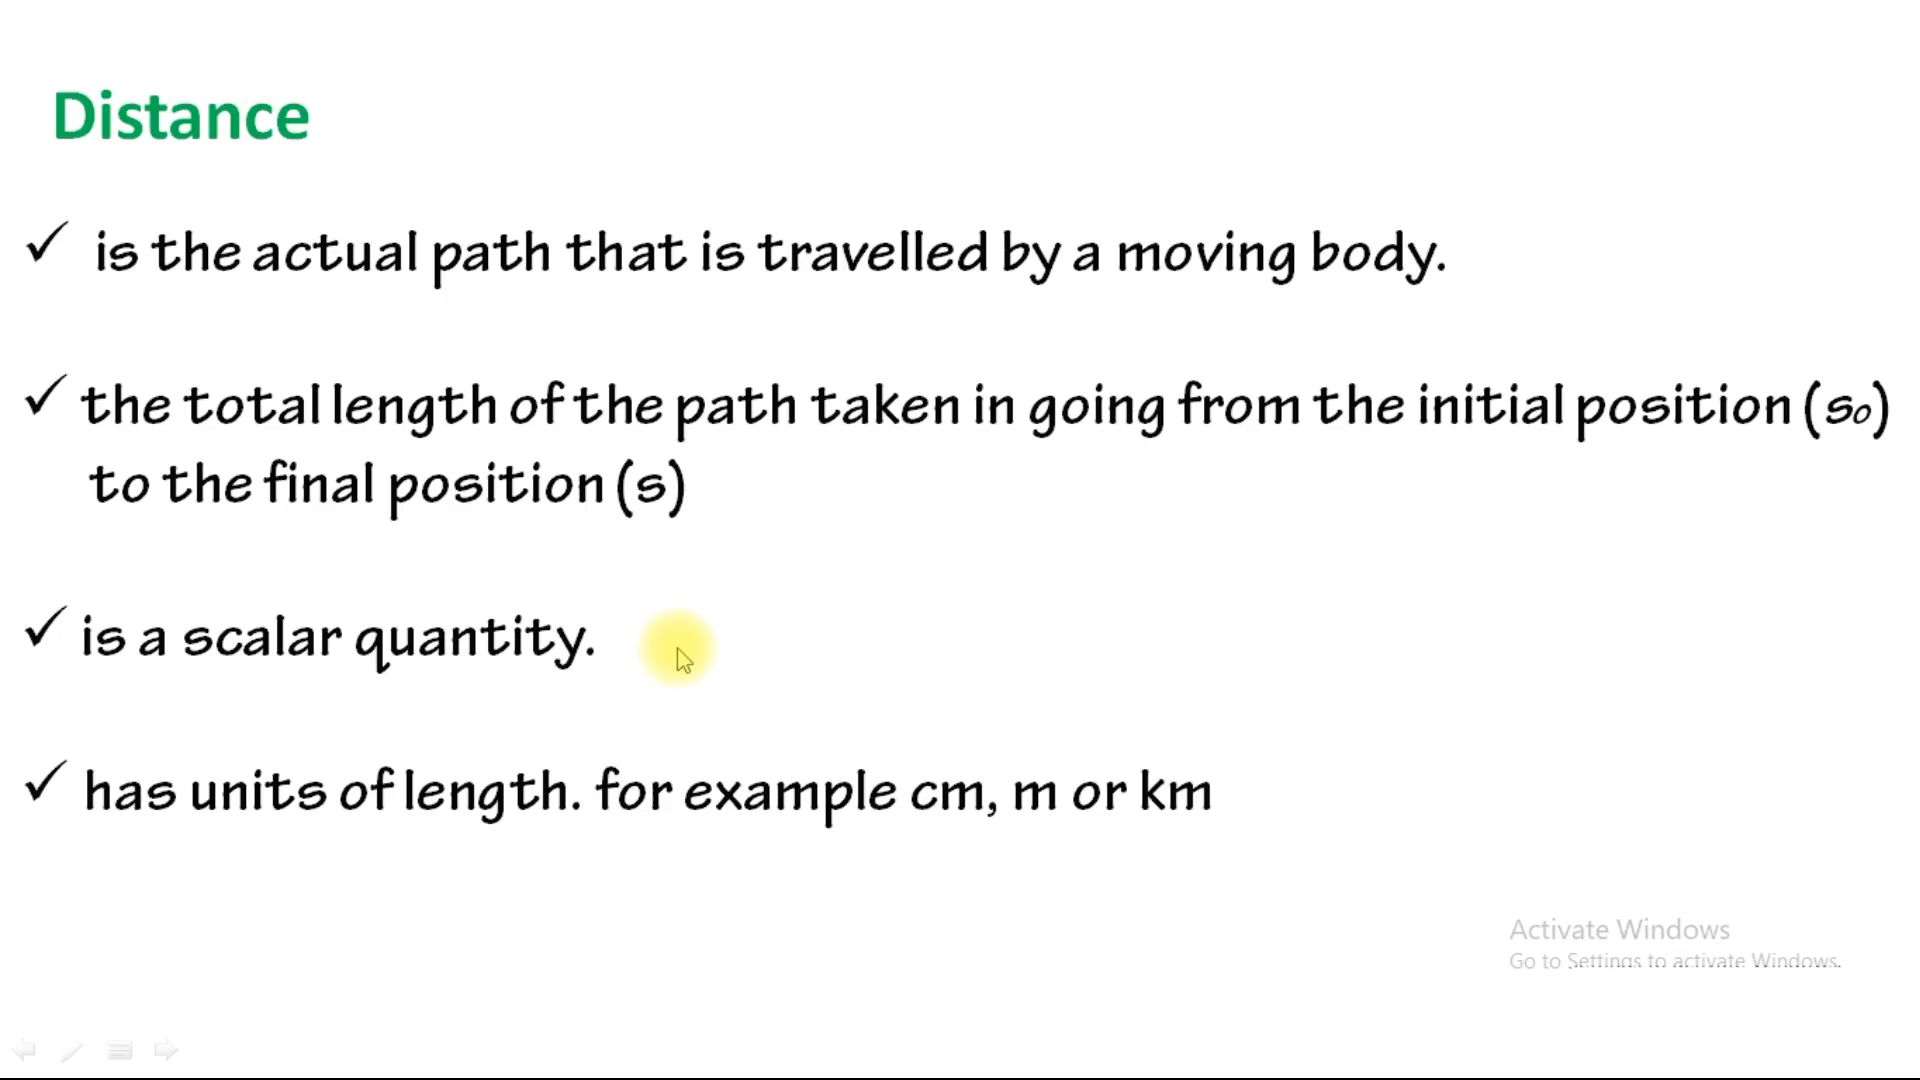 Distance
✓ is the actual path that is travelled by a moving body.
✓ the total length of the path taken in going from the initial position (so)
to the final position (s)
✓ is a scalar quantity.
✓ has units of length. for example cm, m or km
Activate Windows
Go to Settings to activate Windows.